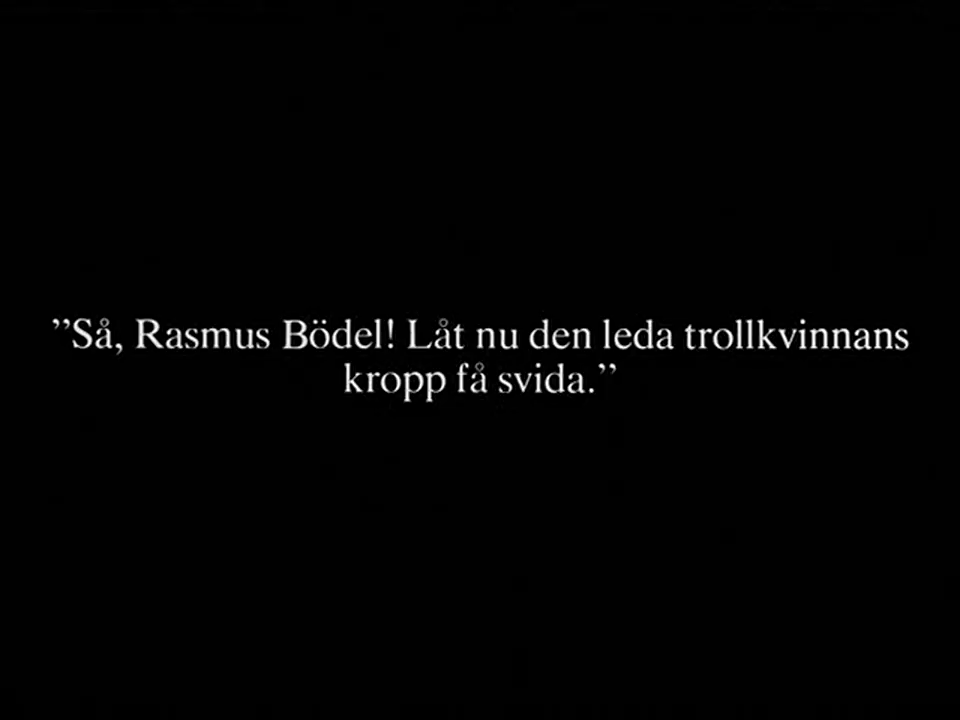 ”Så, Rasmus Bödel! Låt nu den leda trollkvinnans
kropp få svida.”